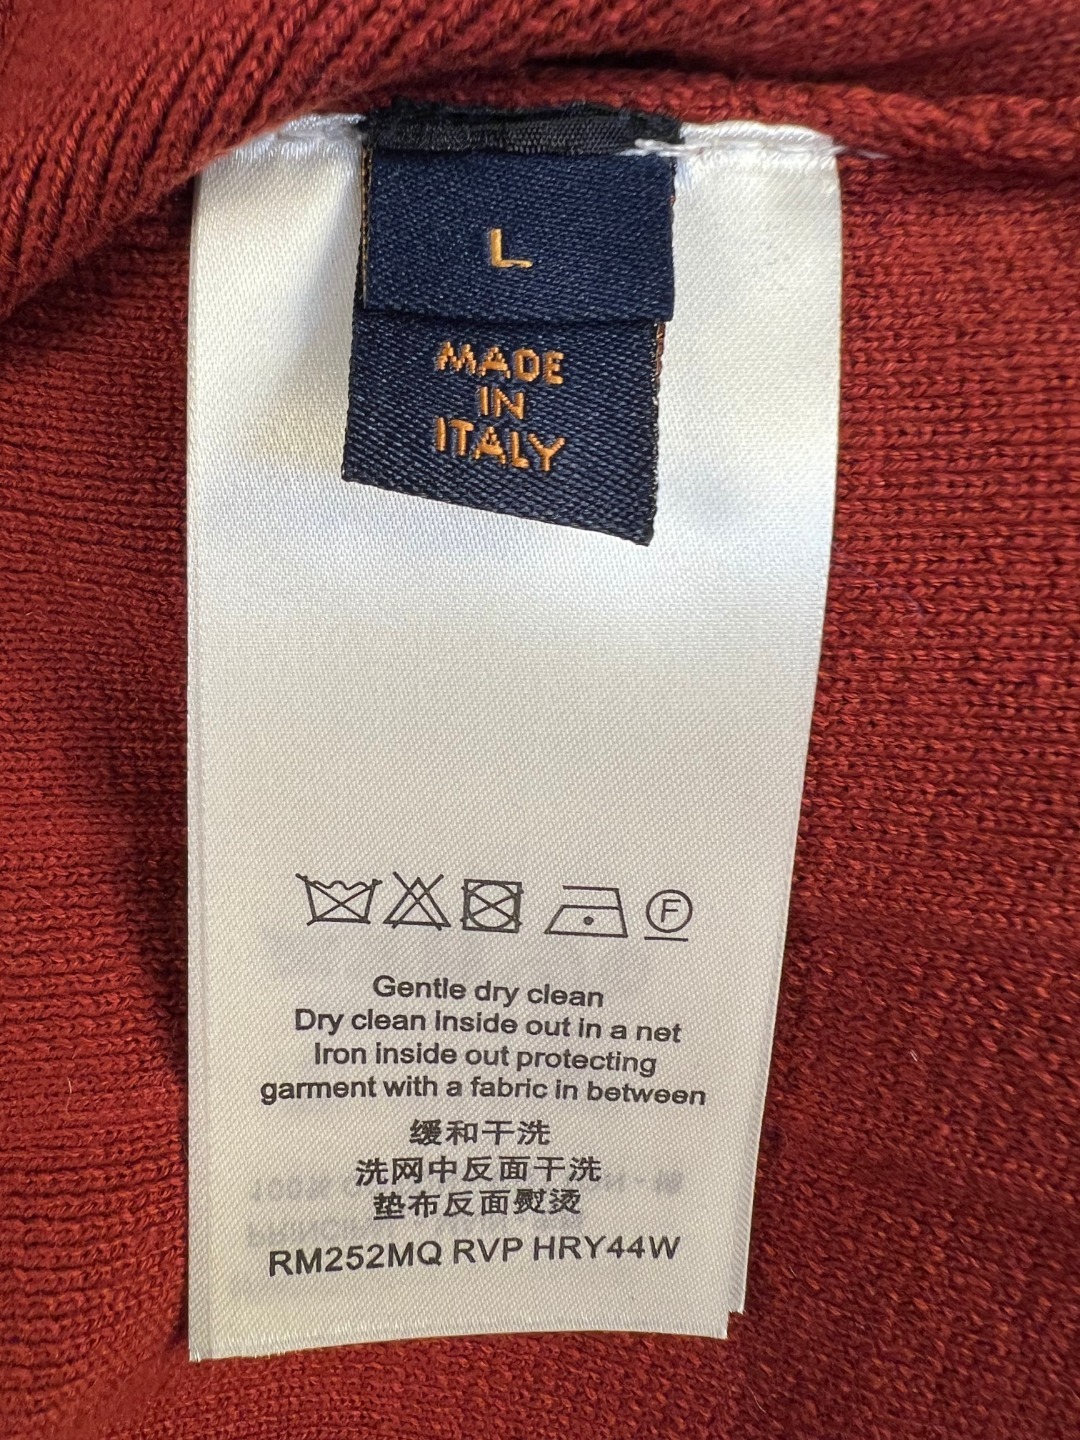 L
MADE
IN
ITALY
F
Gentle dry clean
Dry clean Inside out in a net
Iron inside out protecting
garment with a fabric in between
缓和干洗
洗网中反面干洗
垫布反面熨烫
RM252MQ RVP HRY44W